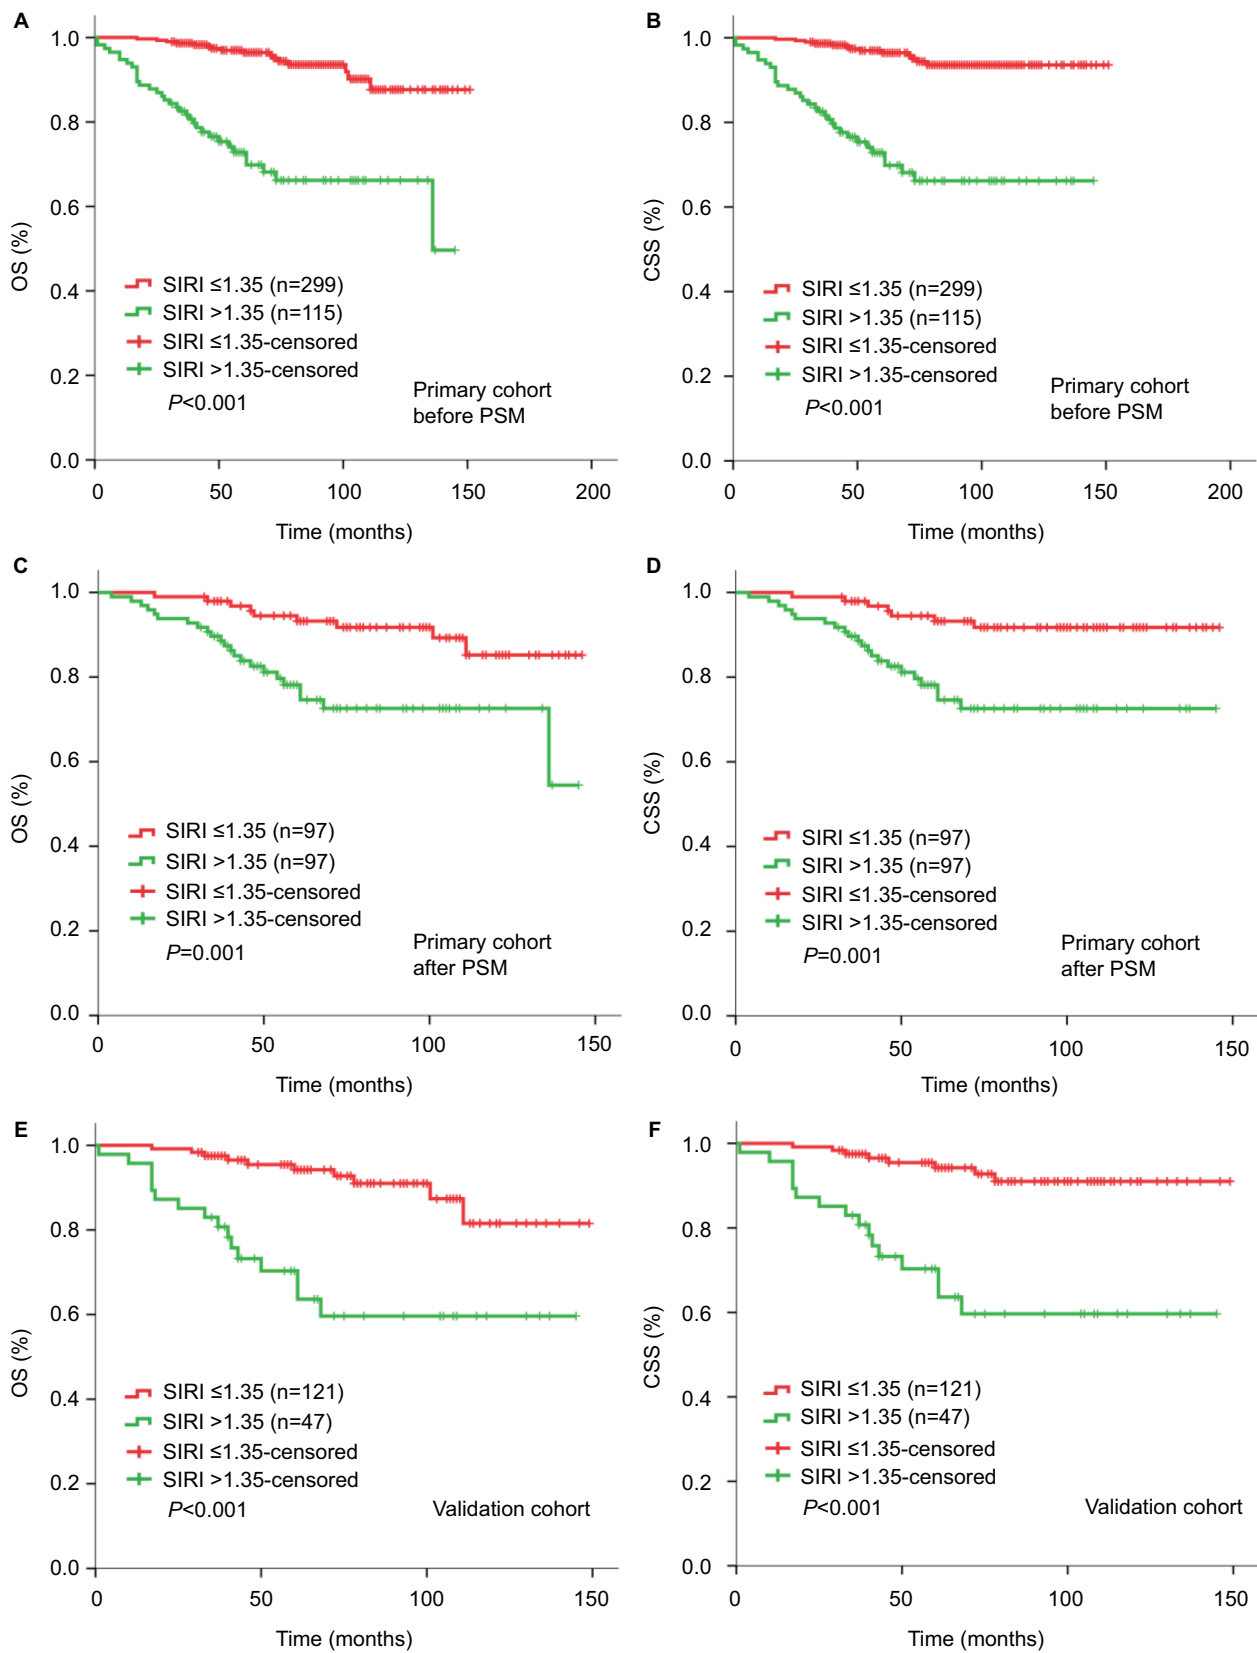 A
1.0
0.8
0.6
0.4
0.2
0.0
OS (%)
SIRI ≤1.35 (n=299)
SIRI >1.35 (n=115)
SIRI ≤1.35-censored
SIRI >1.35-censored
P<0.001
Primary cohort
before PSM
0 50 100 150 200
Time (months)
B
1.0
0.8
0.6
0.4
0.2
0.0
CSS (%)
SIRI ≤1.35 (n=299)
SIRI >1.35 (n=115)
SIRI ≤1.35-censored
SIRI >1.35-censored
P<0.001
Primary cohort
before PSM
0 50 100 150 200
Time (months)
C
1.0
0.8
0.6
0.4
0.2
0.0
OS (%)
SIRI ≤1.35 (n=97)
SIRI >1.35 (n=97)
SIRI ≤1.35-censored
SIRI >1.35-censored
P=0.001
Primary cohort
after PSM
0 50 100 150
Time (months)
D
1.0
0.8
0.6
0.4
0.2
0.0
CSS (%)
SIRI ≤1.35 (n=97)
SIRI >1.35 (n=97)
SIRI ≤1.35-censored
SIRI >1.35-censored
P=0.001
Primary cohort
after PSM
0 50 100 150
Time (months)
E
1.0
0.8
0.6
0.4
0.2
0.0
OS (%)
SIRI ≤1.35 (n=121)
SIRI >1.35 (n=47)
SIRI ≤1.35-censored
SIRI >1.35-censored
P<0.001
Validation cohort
0 50 100 150
Time (months)
F
1.0
0.8
0.6
0.4
0.2
0.0
CSS (%)
SIRI ≤1.35 (n=121)
SIRI >1.35 (n=47)
SIRI ≤1.35-censored
SIRI >1.35-censored
P<0.001
Validation cohort
0 50 100 150
Time (months)